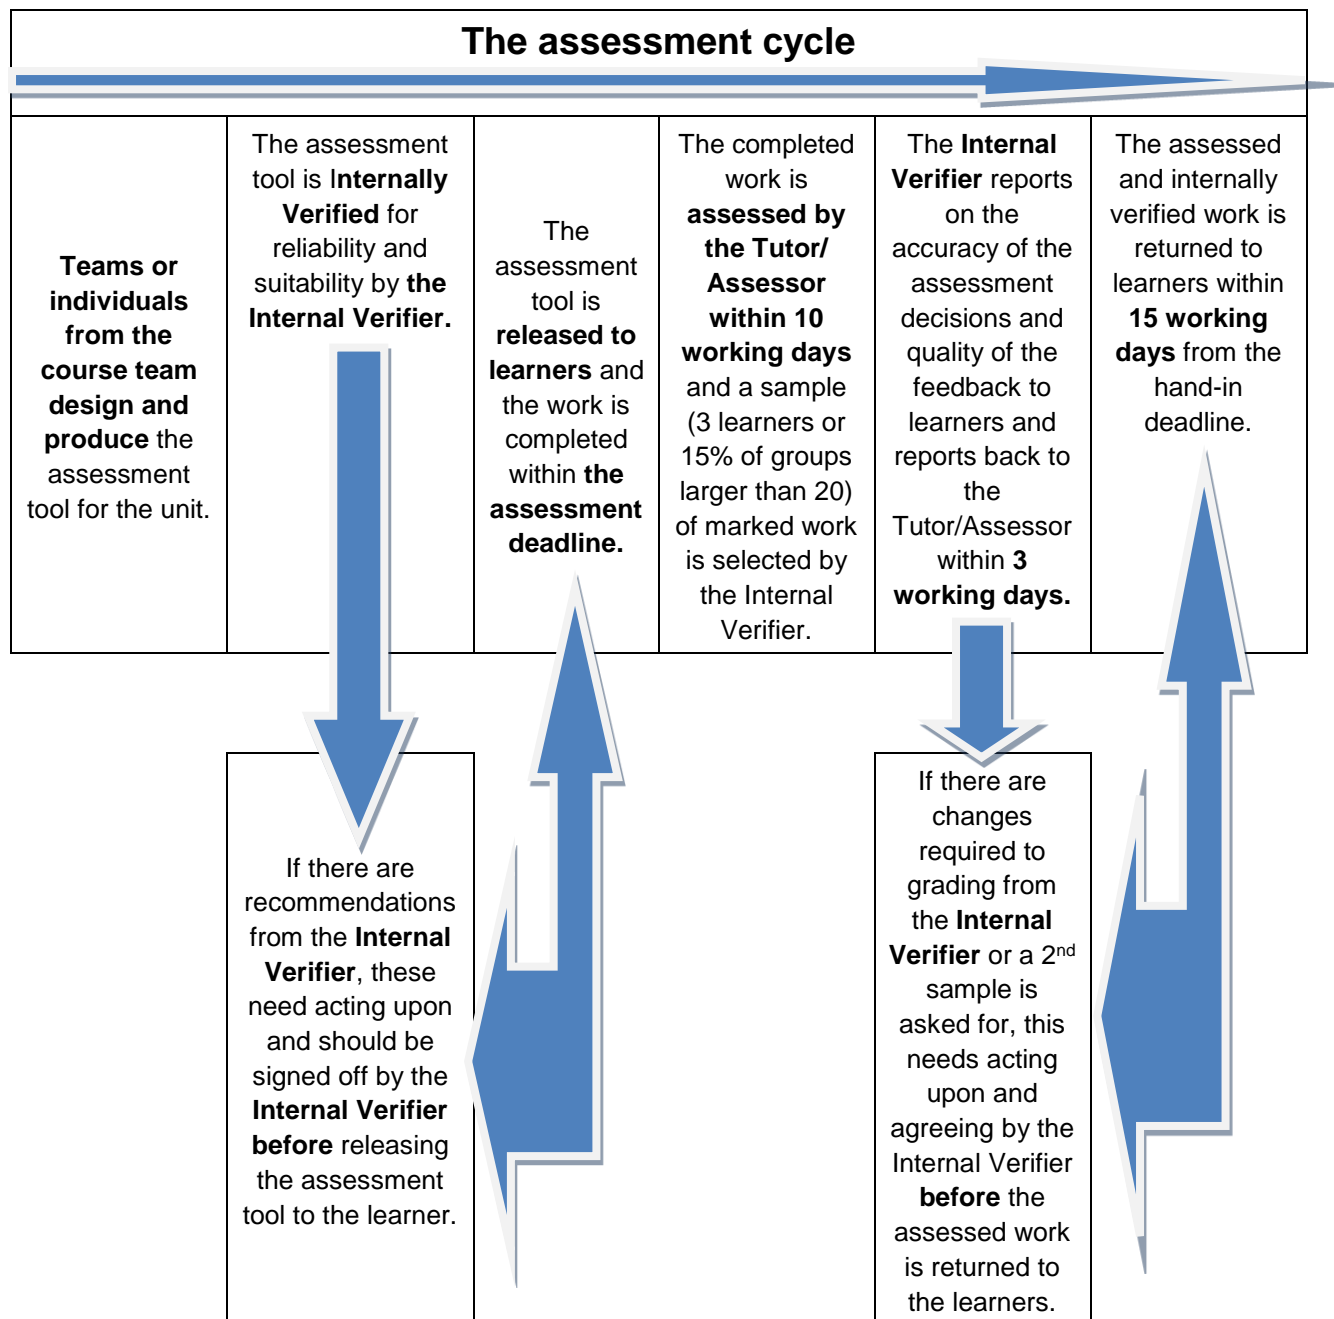 The assessment cycle
Teams or
individuals
from the
course team
design and
produce the
assessment
tool for the unit.
The assessment
tool is Internally
Verified for
reliability and
suitability by the
Internal Verifier.
The
assessment
tool is
released to
learners and
the work is
completed
within the
assessment
deadline.
The completed
work is
assessed by
the Tutor/
Assessor
within 10
working days
and a sample
(3 learners or
15% of groups
larger than 20)
of marked work
is selected by
the Internal
Verifier.
The Internal
Verifier reports
on the
accuracy of the
assessment
decisions and
quality of the
feedback to
learners and
reports back to
the
Tutor/Assessor
within 3
working days.
The assessed
and internally
verified work is
returned to
learners within
15 working
days from the
hand-in
deadline.
If there are
recommendations
from the Internal
Verifier, these
need acting upon
and should be
signed off by the
Internal Verifier
before releasing
the assessment
tool to the learner.
If there are
changes
required to
grading from
the Internal
Verifier or a 2nd
sample is
asked for, this
needs acting
upon and
agreeing by the
Internal Verifier
before the
assessed work
is returned to
the learners.